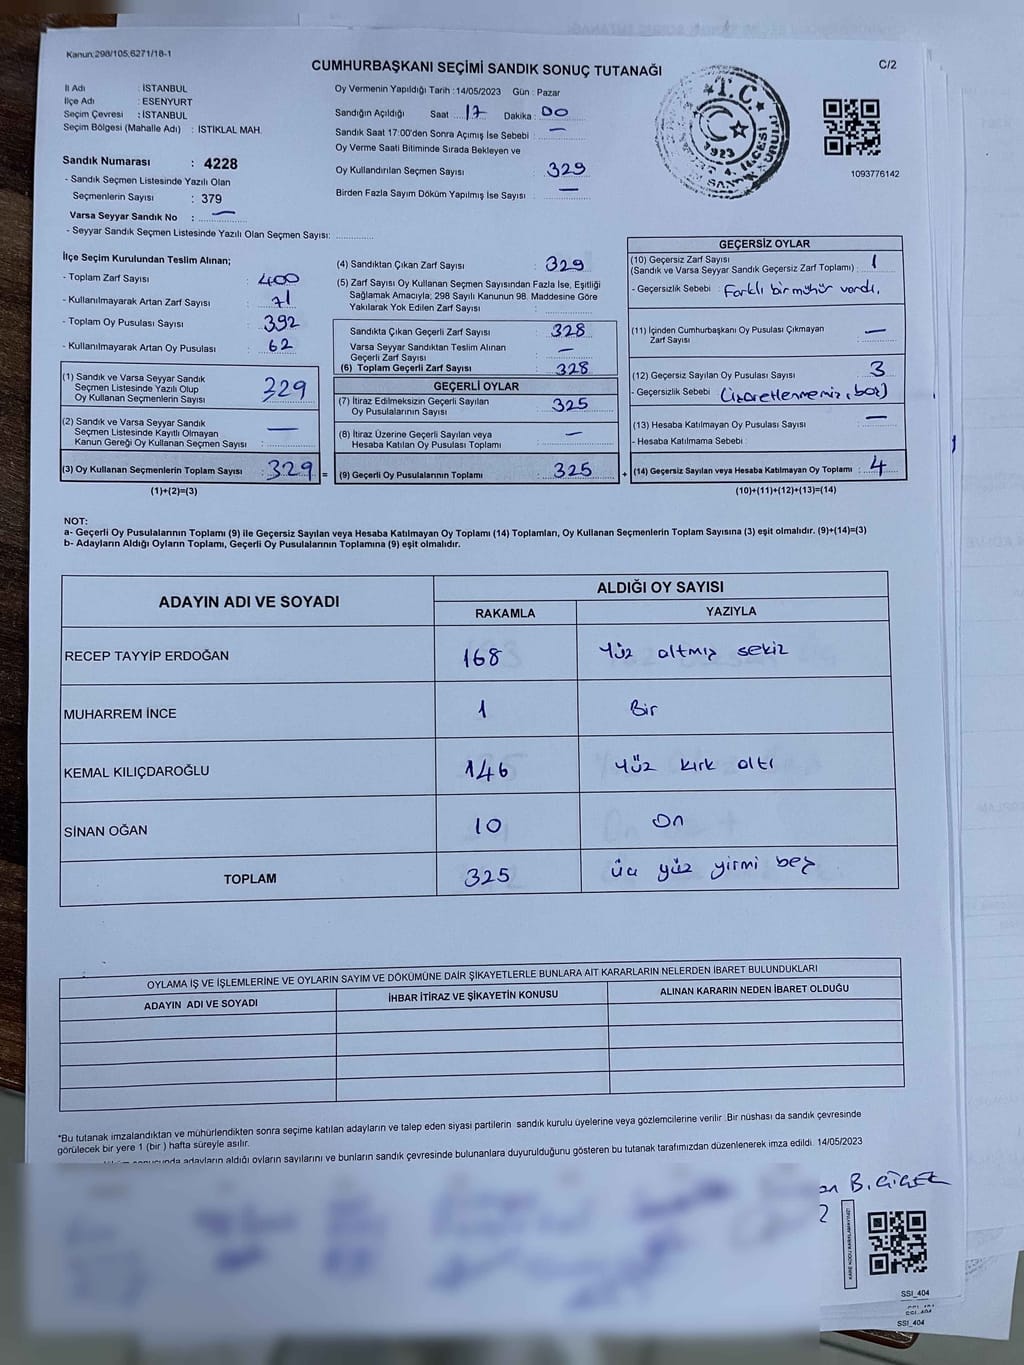 Kanun:298/105,6271/18-1
C/2
CUMHURBAŞKANI SEÇİMİ SANDIK SONUÇ TUTANAĞI
İl Adı : İSTANBUL
İlçe Adı : ESENYURT
Seçim Çevresi : İSTANBUL
Seçim Bölgesi (Mahalle Adı) : ISTİKLAL MAH.
Sandık Numarası : 4228
- Sandık Seçmen Listesinde Yazılı Olan
Seçmenlerin Sayısı : 379
Varsa Seyyar Sandık No : —
- Seyyar Sandık Seçmen Listesinde Yazılı Olan Seçmen Sayısı:
Oy Vermenin Yapıldığı Tarih :14/05/2023 Gün : Pazar
Sandığın Açıldığı Saat 17 Dakika : 00
Sandık Saat 17:00'den Sonra Açımış İse Sebebi : —
Oy Verme Saati Bitiminde Sırada Bekleyen ve
Oy Kullandırılan Seçmen Sayısı : 329
Birden Fazla Sayım Döküm Yapılmış İse Sayısı : —
T.C.
1923
1093776142
İlçe Seçim Kurulundan Teslim Alınan;
- Toplam Zarf Sayısı : 400
- Kullanılmayarak Artan Zarf Sayısı : 71
- Toplam Oy Pusulası Sayısı : 392
- Kullanılmayarak Artan Oy Pusulası : 62
(1) Sandık ve Varsa Seyyar Sandık
Seçmen Listesinde Yazılı Olup
Oy Kullanan Seçmenlerin Sayısı : 329
(2) Sandık ve Varsa Seyyar Sandık
Seçmen Listesinde Kayıtlı Olmayan
Kanun Gereği Oy Kullanan Seçmen Sayısı : —
(3) Oy Kullanan Seçmenlerin Toplam Sayısı : 329 =
(1)+(2)=(3)
(4) Sandıktan Çıkan Zarf Sayısı : 329
(5) Zarf Sayısı Oy Kullanan Seçmen Sayısından Fazla İse, Eşitliği
Sağlamak Amacıyla; 298 Sayılı Kanunun 98. Maddesine Göre
Yakılarak Yok Edilen Zarf Sayısı :
Sandıkta Çıkan Geçerli Zarf Sayısı : 328
Varsa Seyyar Sandıktan Teslim Alınan
Geçerli Zarf Sayısı : —
(6) Toplam Geçerli Zarf Sayısı : 328
GEÇERLİ OYLAR
(7) İtiraz Edilmeksizin Geçerli Sayılan
Oy Pusulalarının Sayısı : 325
(8) İtiraz Üzerine Geçerli Sayılan veya
Hesaba Katılan Oy Pusulası Toplamı : —
(9) Geçerli Oy Pusulalarının Toplamı : 325 +
GEÇERSİZ OYLAR
(10) Geçersiz Zarf Sayısı
(Sandık ve Varsa Seyyar Sandık Geçersiz Zarf Toplamı) : 1
- Geçersizlik Sebebi : Farklı bir mühür vardı.
(11) İçinden Cumhurbaşkanı Oy Pusulası Çıkmayan
Zarf Sayısı : —
(12) Geçersiz Sayılan Oy Pusulası Sayısı : 3
- Geçersizlik Sebebi : (işaretlenmemiş, boş)
(13) Hesaba Katılmayan Oy Pusulası Sayısı : —
- Hesaba Katılmama Sebebi :
(14) Geçersiz Sayılan veya Hesaba Katılmayan Oy Toplamı : 4
(10)+(11)+(12)+(13)=(14)
NOT:
a- Geçerli Oy Pusulalarının Toplamı (9) ile Geçersiz Sayılan veya Hesaba Katılmayan Oy Toplamı (14) Toplamları, Oy Kullanan Seçmenlerin Toplam Sayısına (3) eşit olmalıdır. (9)+(14)=(3)
b- Adayların Aldığı Oyların Toplamı, Geçerli Oy Pusulalarının Toplamına (9) eşit olmalıdır.
ADAYIN ADI VE SOYADI
ALDIĞI OY SAYISI
RAKAMLA YAZIYLA
RECEP TAYYİP ERDOĞAN 168 Yüz altmış sekiz
MUHARREM İNCE 1 Bir
KEMAL KILIÇDAROĞLU 146 Yüz kırk altı
SİNAN OĞAN 10 On
TOPLAM 325 üç yüz yirmi beş
OYLAMA İŞ VE İŞLEMLERİNE VE OYLARIN SAYIM VE DÖKÜMÜNE DAİR ŞİKAYETLERLE BUNLARA AİT KARARLARIN NELERDEN İBARET BULUNDUKLARI
ADAYIN ADI VE SOYADI İHBAR İTİRAZ VE ŞİKAYETİN KONUSU ALINAN KARARIN NEDEN İBARET OLDUĞU
*Bu tutanak imzalandıktan ve mühürlendikten sonra seçime katılan adayların ve talep eden siyasi partilerin sandık kurulu üyelerine veya gözlemcilerine verilir. Bir nüshası da sandık çevresinde
görülecek bir yere 1 (bir ) hafta süreyle asılır.
adayların aldığı oyların sayılarını ve bunların sandık çevresinde bulunanlara duyurulduğunu gösteren bu tutanak tarafımızdan düzenlenerek imza edildi. 14/05/2023
SSI_404
SSI_404
SSI_404